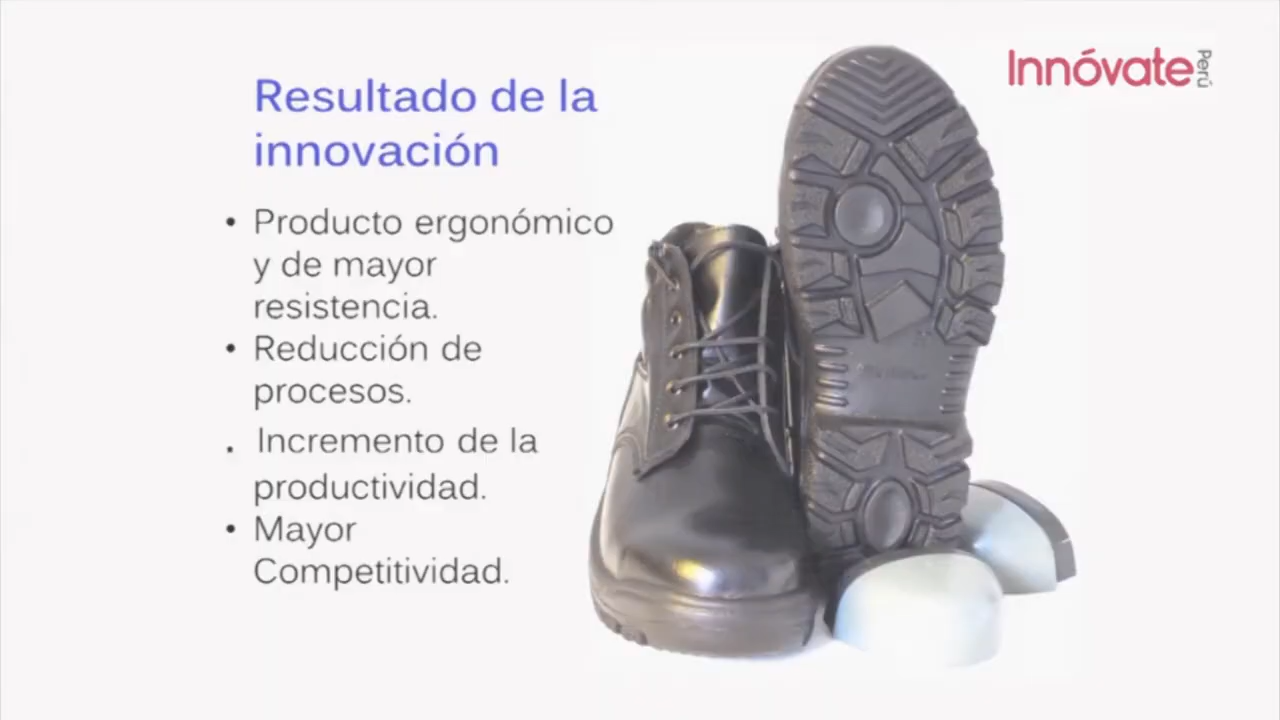 Innóvate
Perú
Resultado de la
innovación
• Producto ergonómico
y de mayor
resistencia.
• Reducción de
procesos.
. Incremento de la
productividad.
• Mayor
Competitividad.